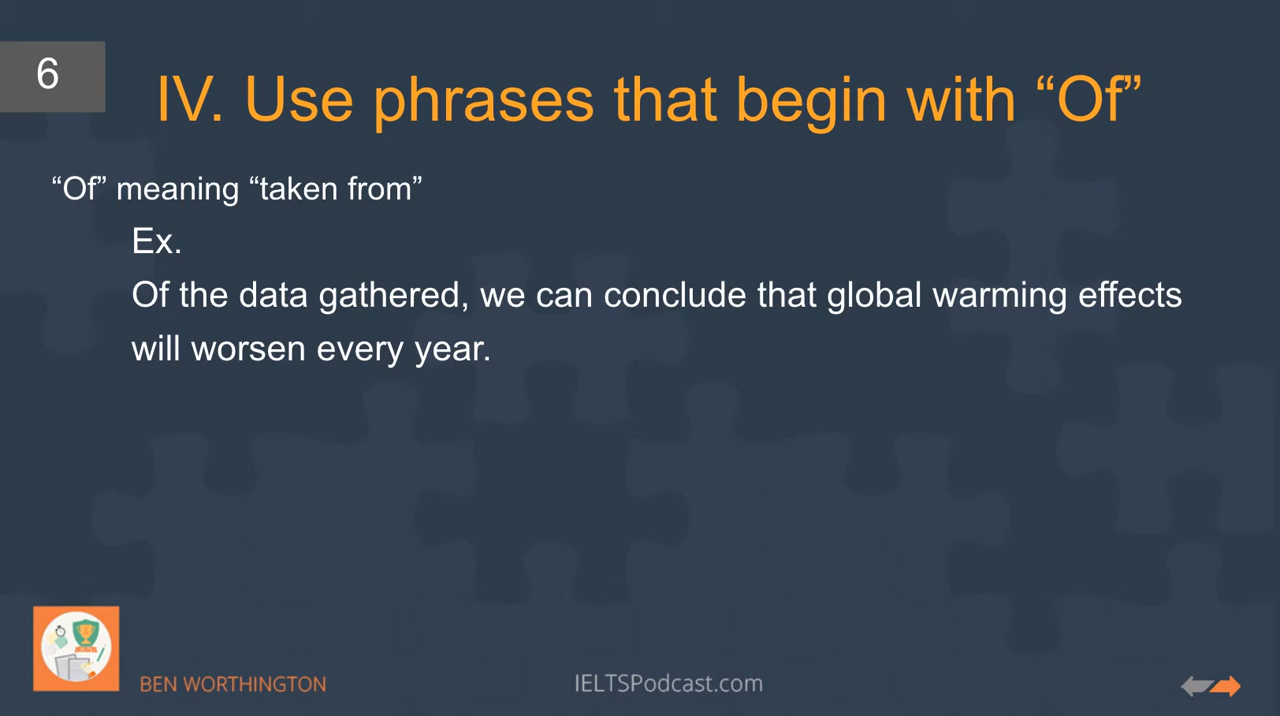 6
IV. Use phrases that begin with “Of”
“Of” meaning “taken from”
Ex.
Of the data gathered, we can conclude that global warming effects
will worsen every year.
BEN WORTHINGTON
IELTSPodcast.com